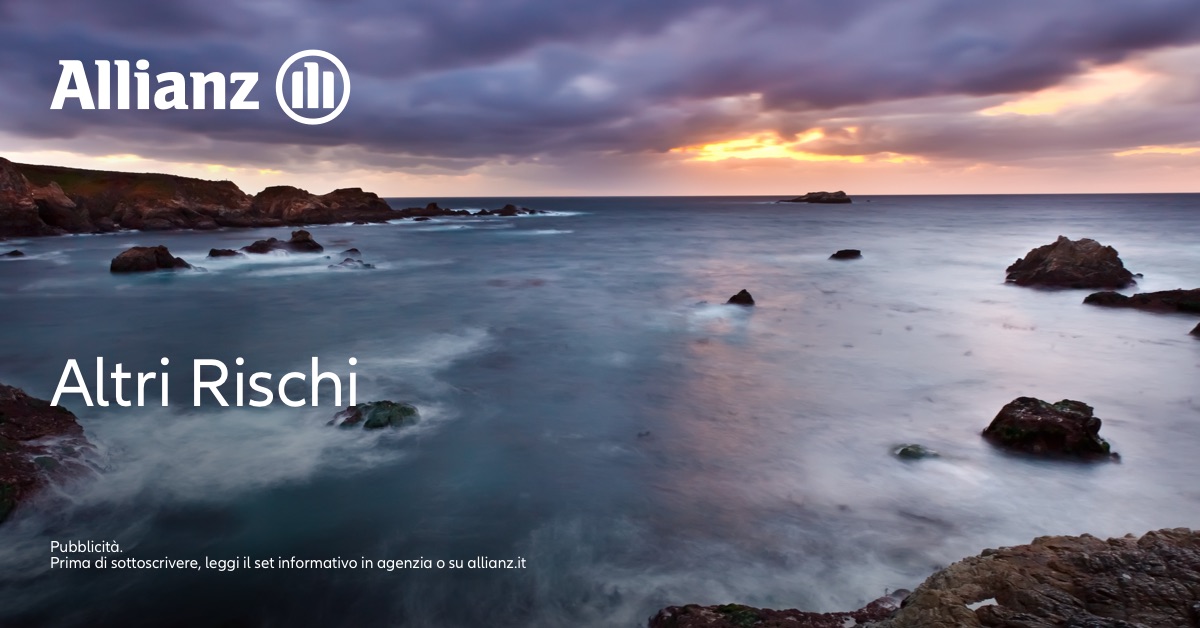 Allianz
Altri Rischi
Pubblicità.
Prima di sottoscrivere, leggi il set informativo in agenzia o su allianz.it